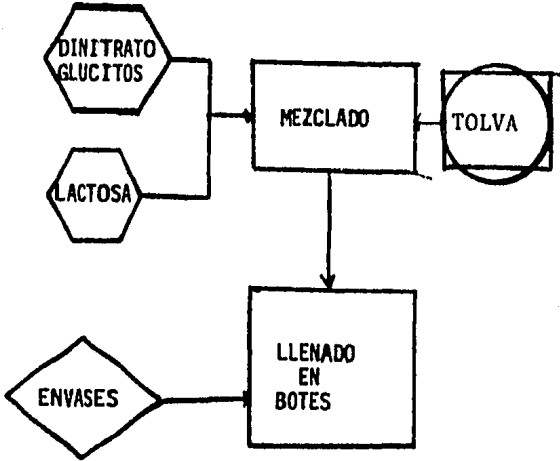 DINITRATO
GLUCITOS
MEZCLADO
TOLVA
LACTOSA
LLENADO
EN
BOTES
ENVASES